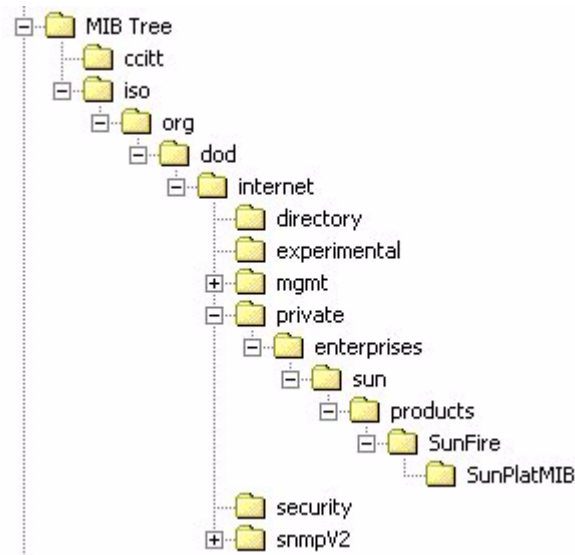 MIB Tree
ccitt
iso
org
dod
internet
directory
experimental
mgmt
private
enterprises
sun
products
SunFire
SunPlatMIB
security
snmpV2